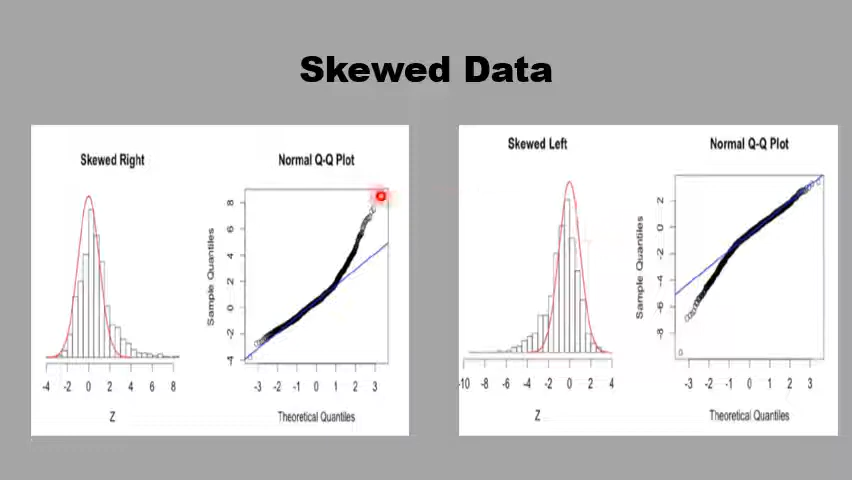 Skewed Data
Skewed Right
Normal Q-Q Plot
Sample Quantiles
8
6
4
2
0
-2
-4
-4 -2 0 2 4 6 8
-3 -2 -1 0 1 2 3
Z
Theoretical Quantiles
Skewed Left
Normal Q-Q Plot
Sample Quantiles
2
0
-2
-4
-6
-8
-10 -8 -6 -4 -2 0 2 4
-3 -2 -1 0 1 2 3
Z
Theoretical Quantiles